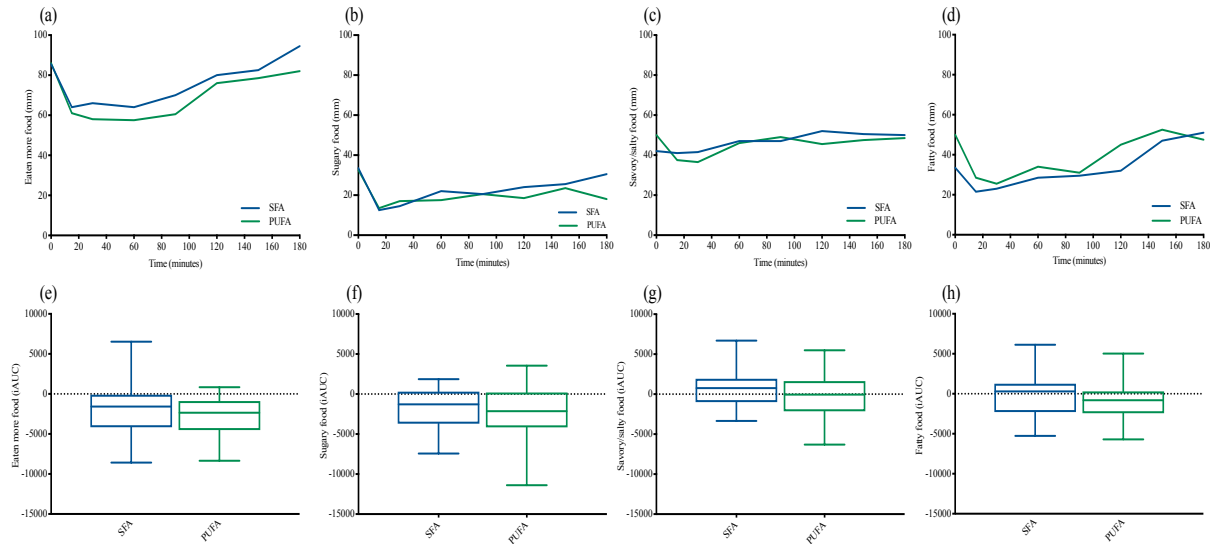 (a)
(b)
(c)
(d)
Eaten more food (mm)
100
80
60
40
20
0
SFA
PUFA
0 20 40 60 80 100 120 140 160 180
Time (minutes)
Sugary food (mm)
100
80
60
40
20
0
SFA
PUFA
0 20 40 60 80 100 120 140 160 180
Time (minutes)
Savory/salty food (mm)
100
80
60
40
20
0
SFA
PUFA
0 20 40 60 80 100 120 140 160 180
Time (minutes)
Fatty food (mm)
100
80
60
40
20
0
SFA
PUFA
0 20 40 60 80 100 120 140 160 180
Time (minutes)
(e)
(f)
(g)
(h)
Eaten more food (iAUC)
10000
5000
0
-5000
-10000
-15000
SFA
PUFA
Sugary food (iAUC)
10000
5000
0
-5000
-10000
-15000
SFA
PUFA
Savory/salty food (iAUC)
10000
5000
0
-5000
-10000
-15000
SFA
PUFA
Fatty food (iAUC)
10000
5000
0
-5000
-10000
-15000
SFA
PUFA